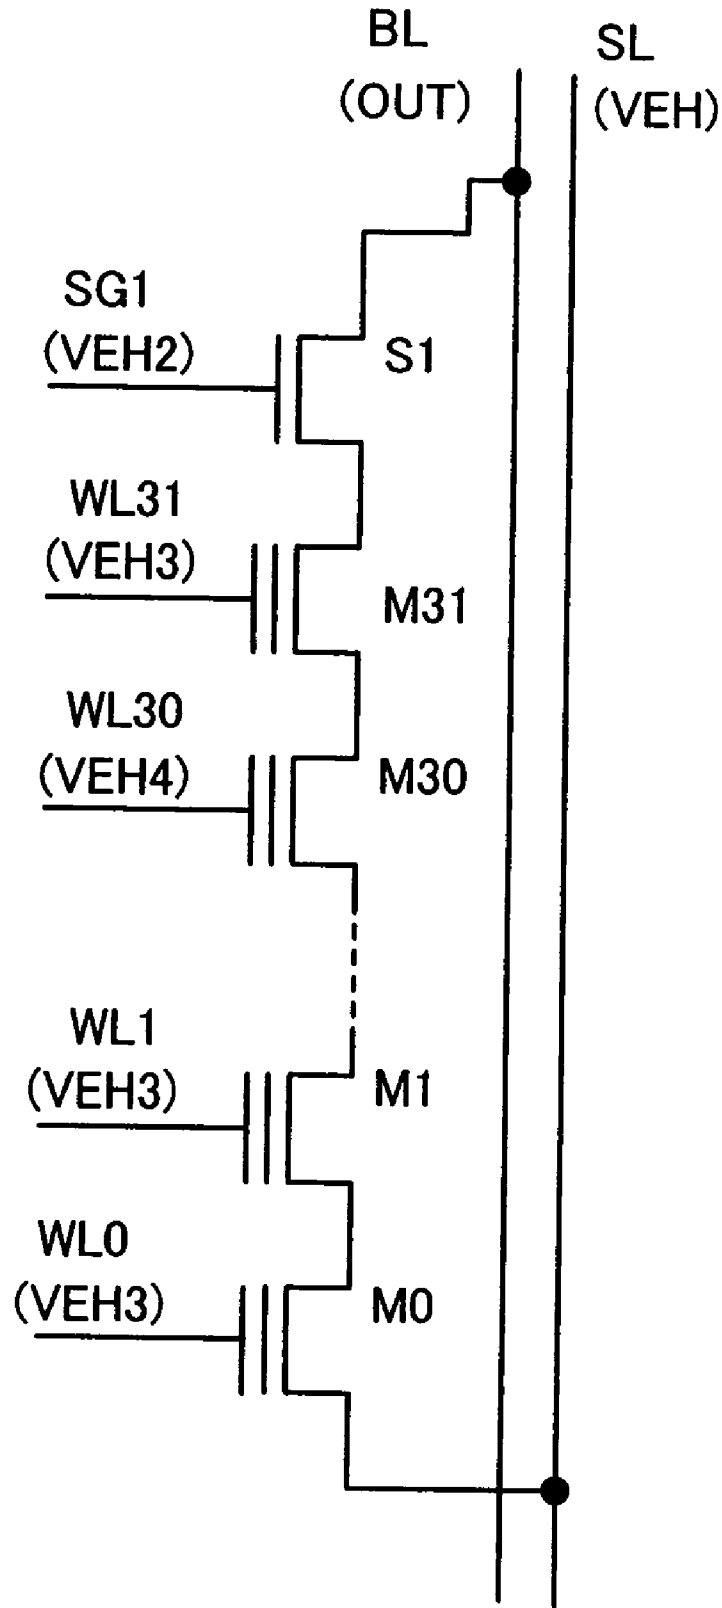 BL
(OUT)
SL
(VEH)
SG1
(VEH2)
S1
WL31
(VEH3)
M31
WL30
(VEH4)
M30
WL1
(VEH3)
M1
WL0
(VEH3)
M0